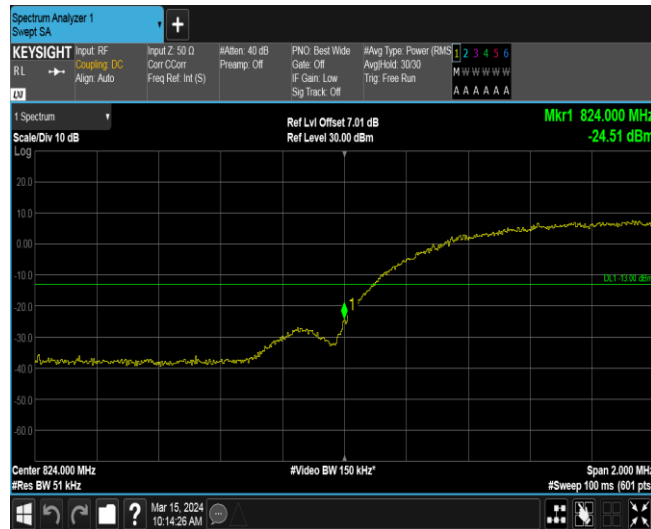 Spectrum Analyzer 1
Swept SA
KEYSIGHT
RL
LXI
Input: RF
Coupling: DC
Align: Auto
Input Z: 50 Ω
Corr CCorr
Freq Ref: Int (S)
#Atten: 40 dB
Preamp: Off
PNO: Best Wide
Gate: Off
IF Gain: Low
Sig Track: Off
#Avg Type: Power (RMS
Avg|Hold: 30/30
Trig: Free Run
1 2 3 4 5 6
M W W W W W
A A A A A A
1 Spectrum
Scale/Div 10 dB
Log
Ref Lvl Offset 7.01 dB
Ref Level 30.00 dBm
Mkr1 824.000 MHz
-24.51 dBm
20.0
10.0
0.00
-10.0
-20.0
-30.0
-40.0
-50.0
-60.0
DL1 -13.00 dBm
1
Center 824.000 MHz
#Res BW 51 kHz
#Video BW 150 kHz*
Span 2.000 MHz
#Sweep 100 ms (601 pts
?
Mar 15, 2024
10:14:26 AM